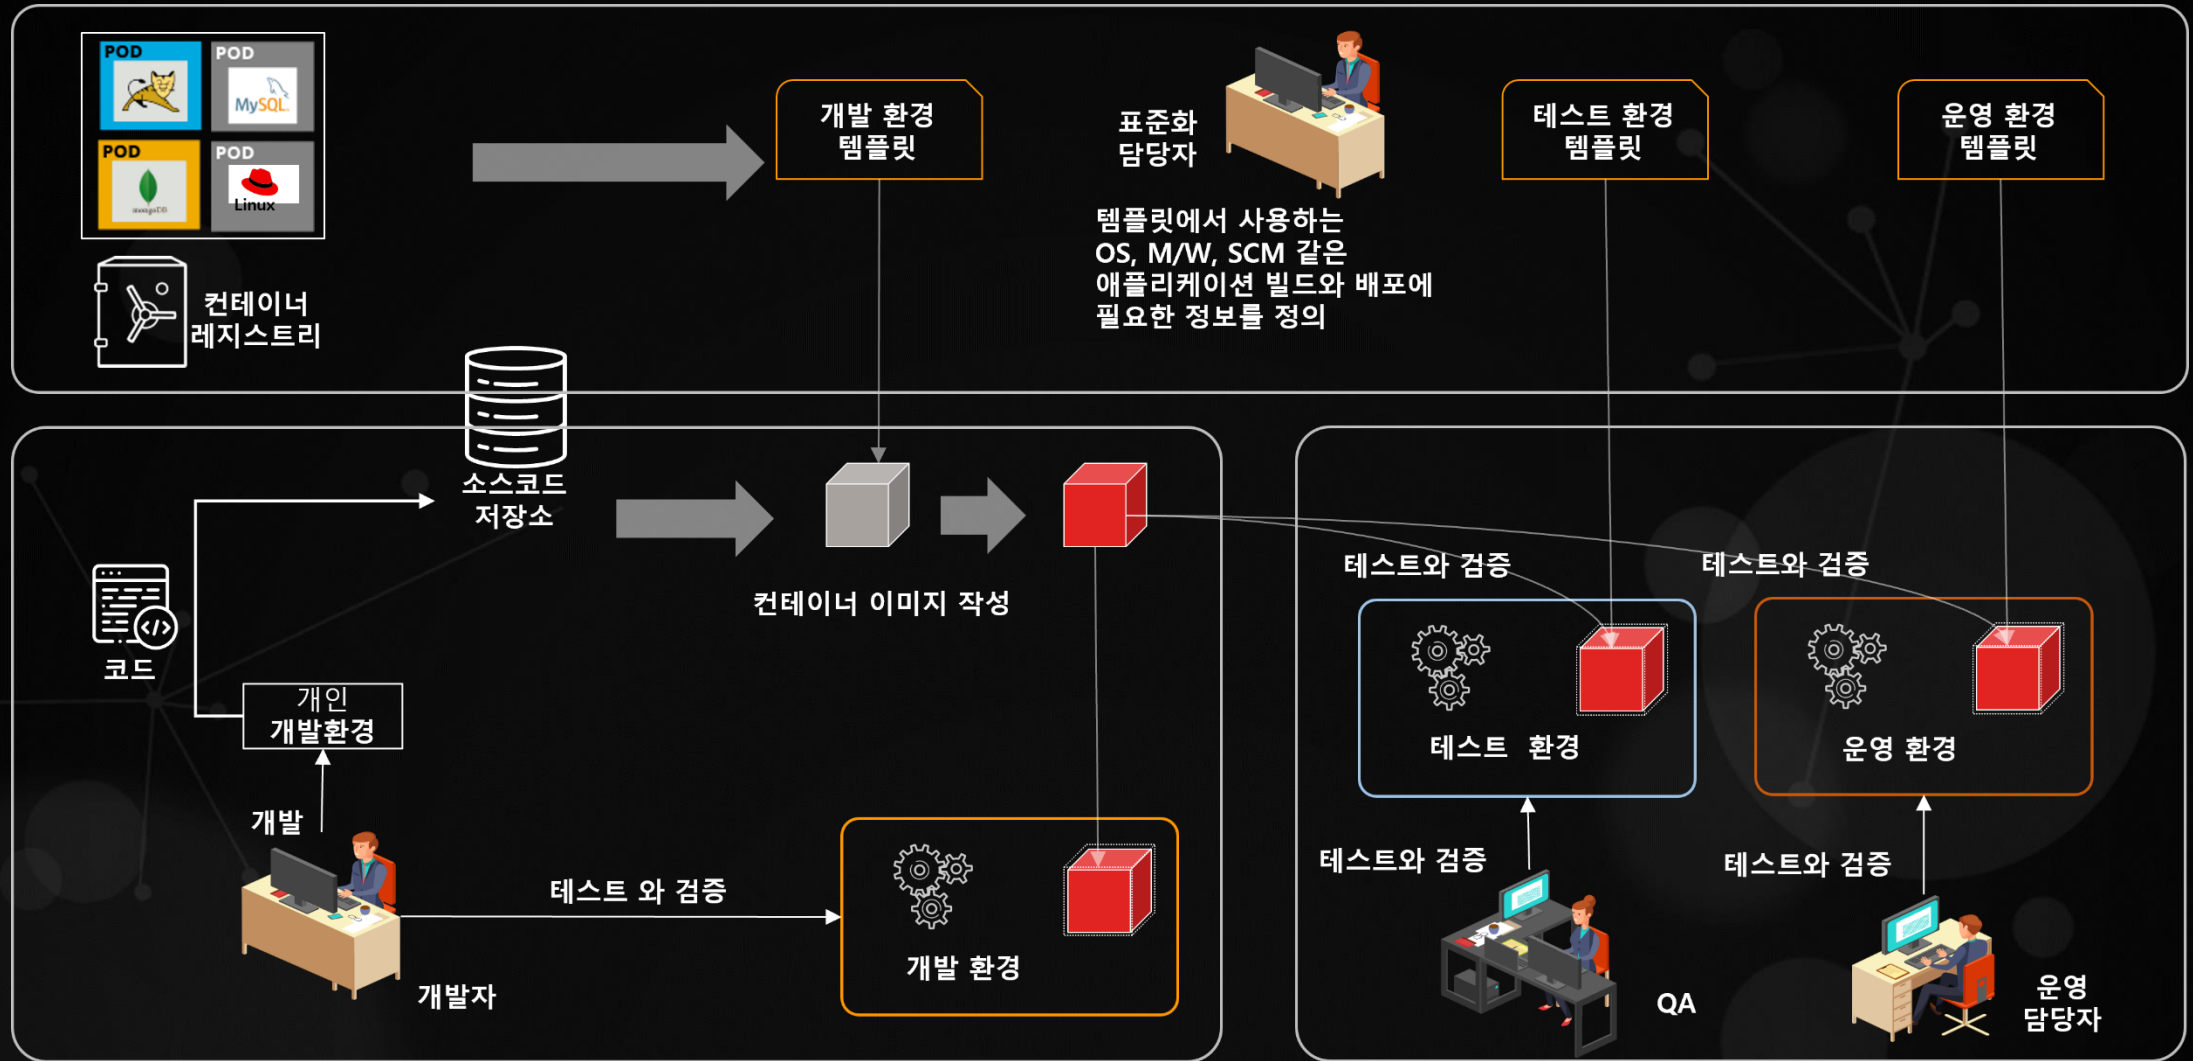 POD
POD
MySQL
POD
mongoDB
POD
Linux
컨테이너
레지스트리
개발 환경
템플릿
표준화
담당자
템플릿에서 사용하는
OS, M/W, SCM 같은
애플리케이션 빌드와 배포에
필요한 정보를 정의
테스트 환경
템플릿
운영 환경
템플릿
소스코드
저장소
컨테이너 이미지 작성
코드
개인
개발환경
개발
개발자
테스트 와 검증
개발 환경
테스트와 검증
테스트와 검증
테스트 환경
운영 환경
테스트와 검증
테스트와 검증
QA
운영
담당자